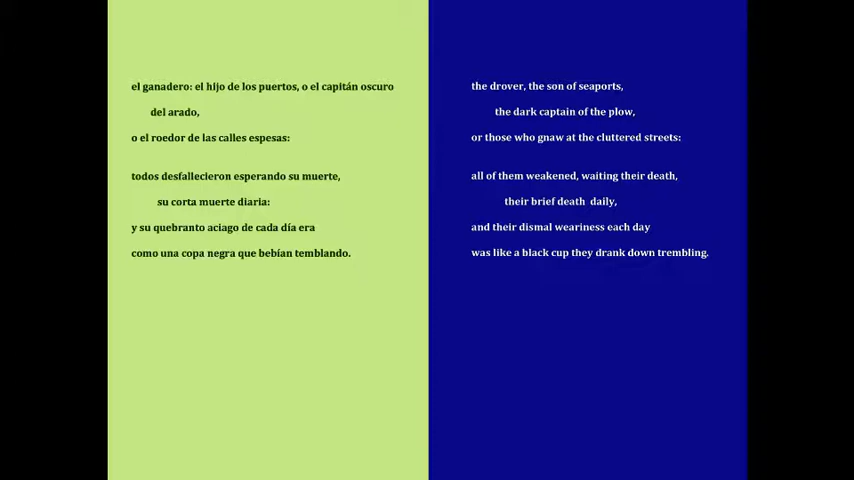 el ganadero: el hijo de los puertos, o el capitán oscuro
del arado,
o el roedor de las calles espesas:
todos desfallecieron esperando su muerte,
su corta muerte diaria:
y su quebranto aciago de cada día era
como una copa negra que bebían temblando.
the drover, the son of seaports,
the dark captain of the plow,
or those who gnaw at the cluttered streets:
all of them weakened, waiting their death,
their brief death daily,
and their dismal weariness each day
was like a black cup they drank down trembling.